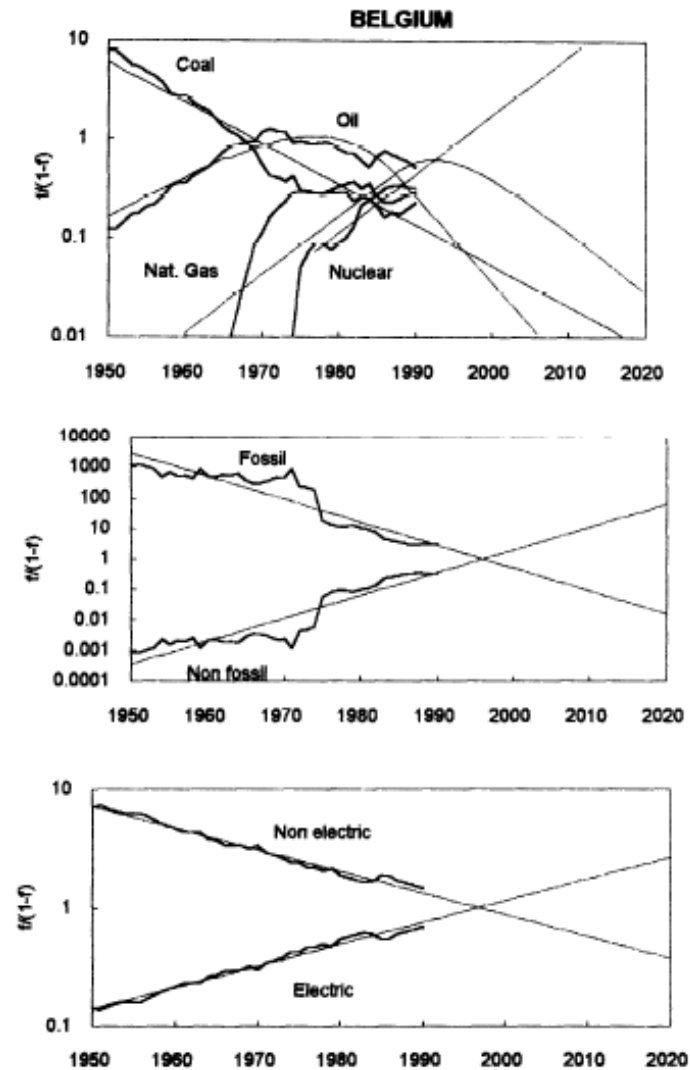 BELGIUM
10
Coal
Oil
1
f/(1-f)
0.1
Nat. Gas
Nuclear
0.01
1950 1960 1970 1980 1990 2000 2010 2020
10000
Fossil
1000
100
10
f/(1-f)
1
0.1
0.01
0.001
Non fossil
0.0001
1950 1960 1970 1980 1990 2000 2010 2020
10
Non electric
f/(1-f)
1
Electric
0.1
1950 1960 1970 1980 1990 2000 2010 2020